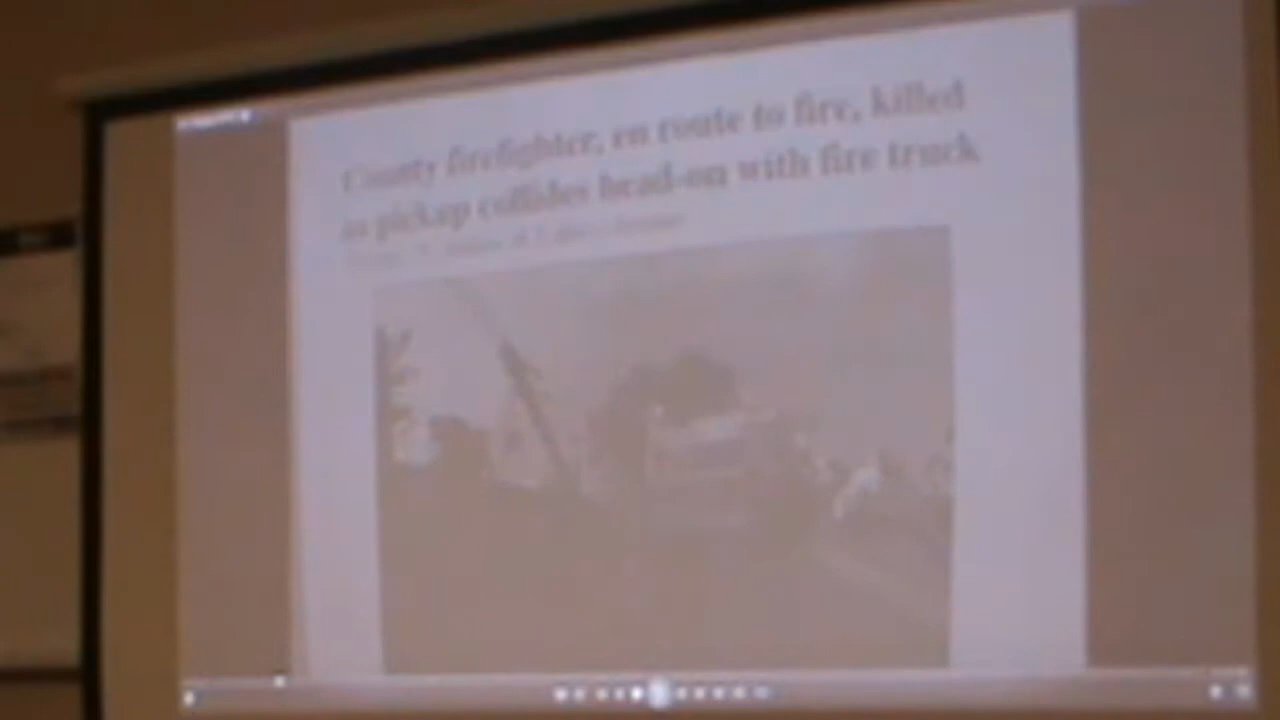 County firefighter, en route to fire, killed
as pickup collides head-on with fire truck